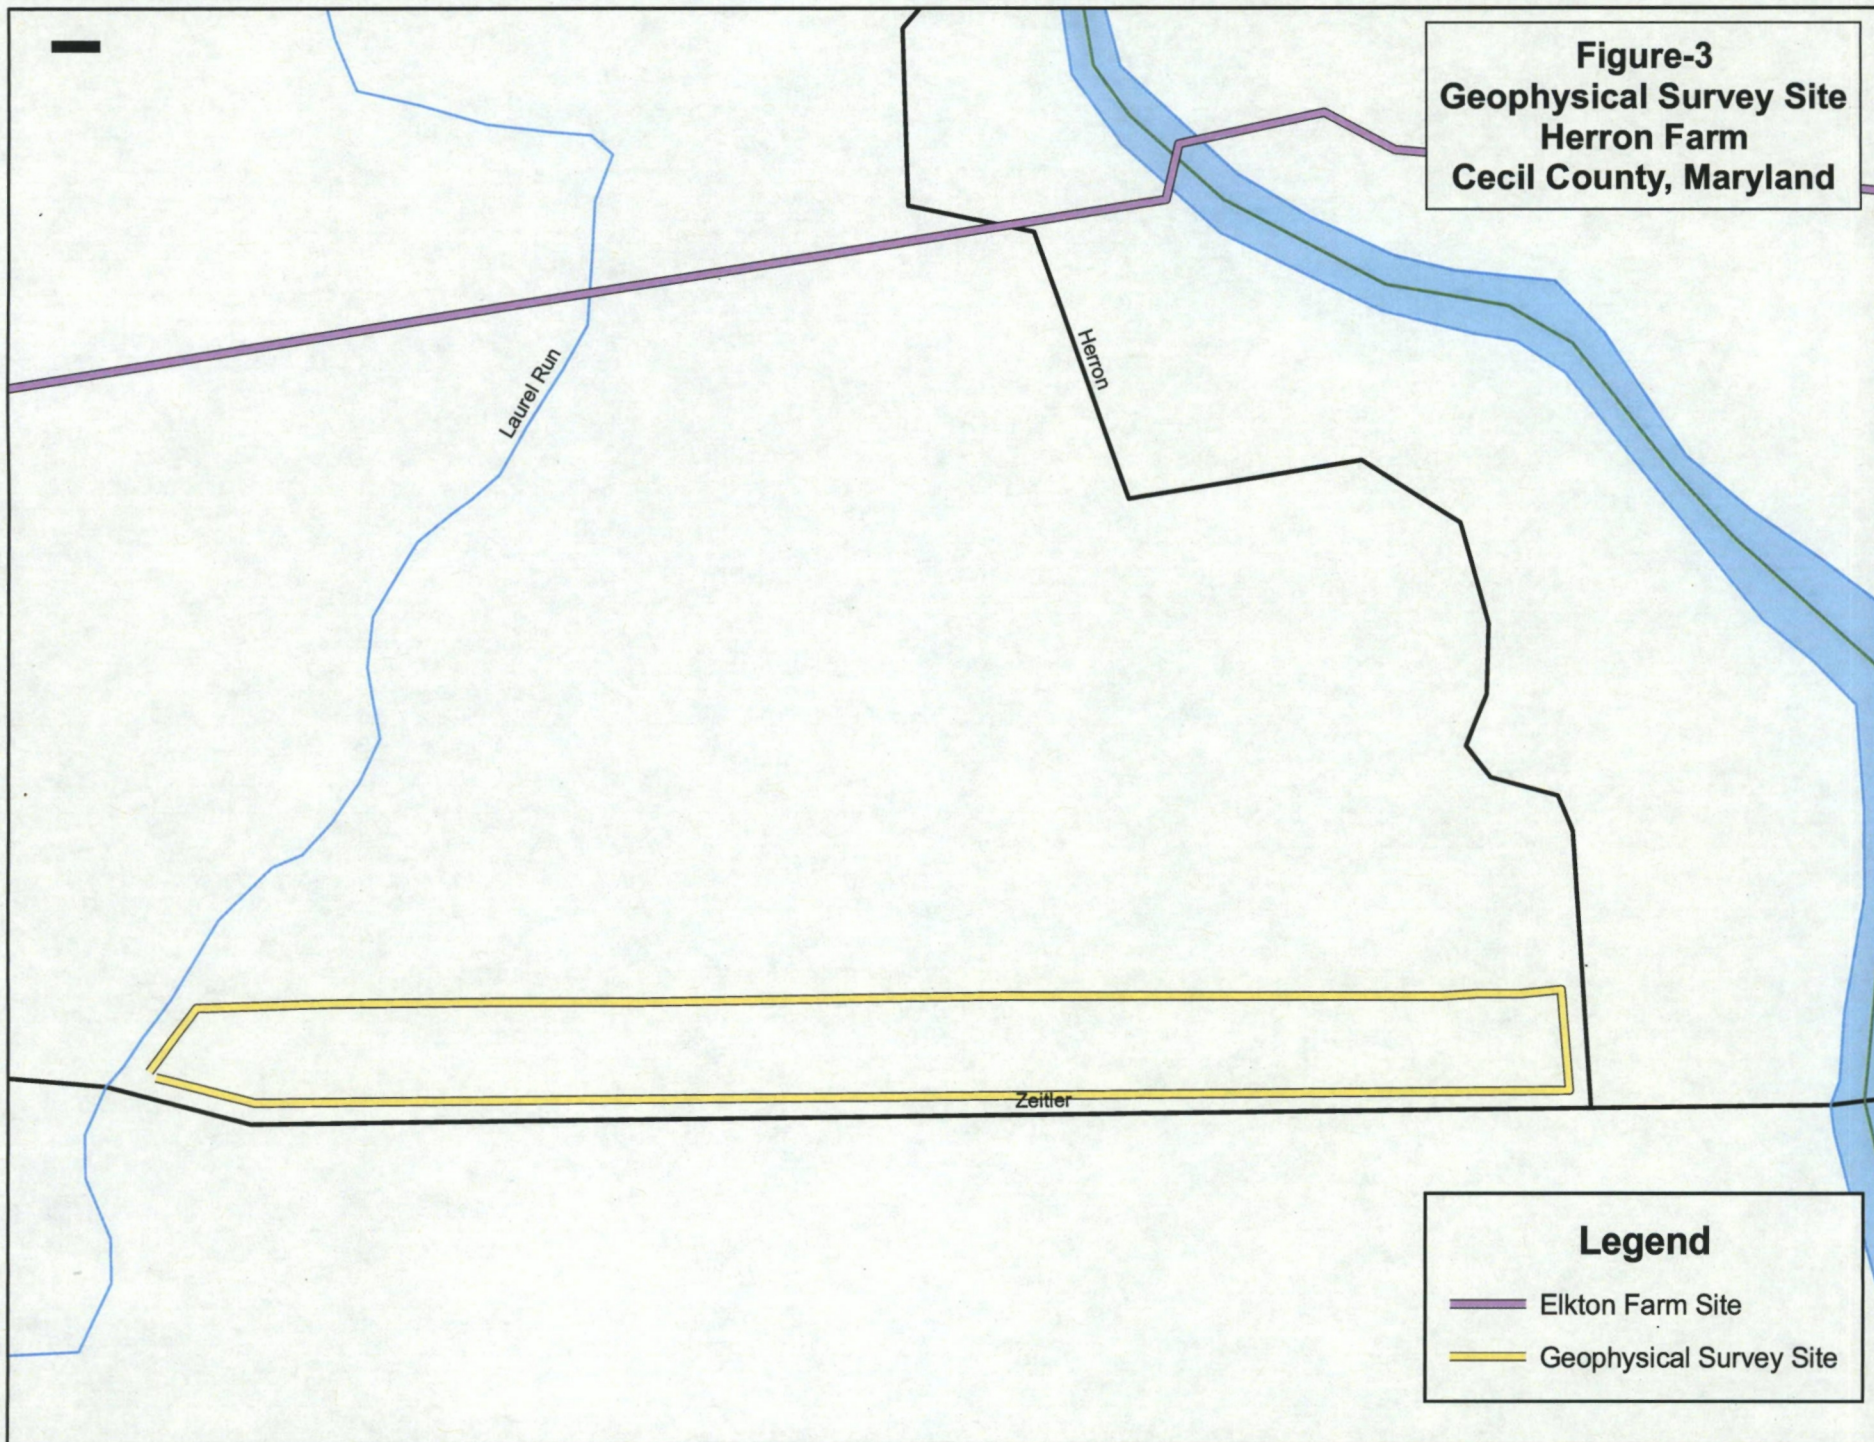 Figure-3
Geophysical Survey Site
Herron Farm
Cecil County, Maryland
Herron
Laurel Run
Zeitler
Legend
Elkton Farm Site
Geophysical Survey Site